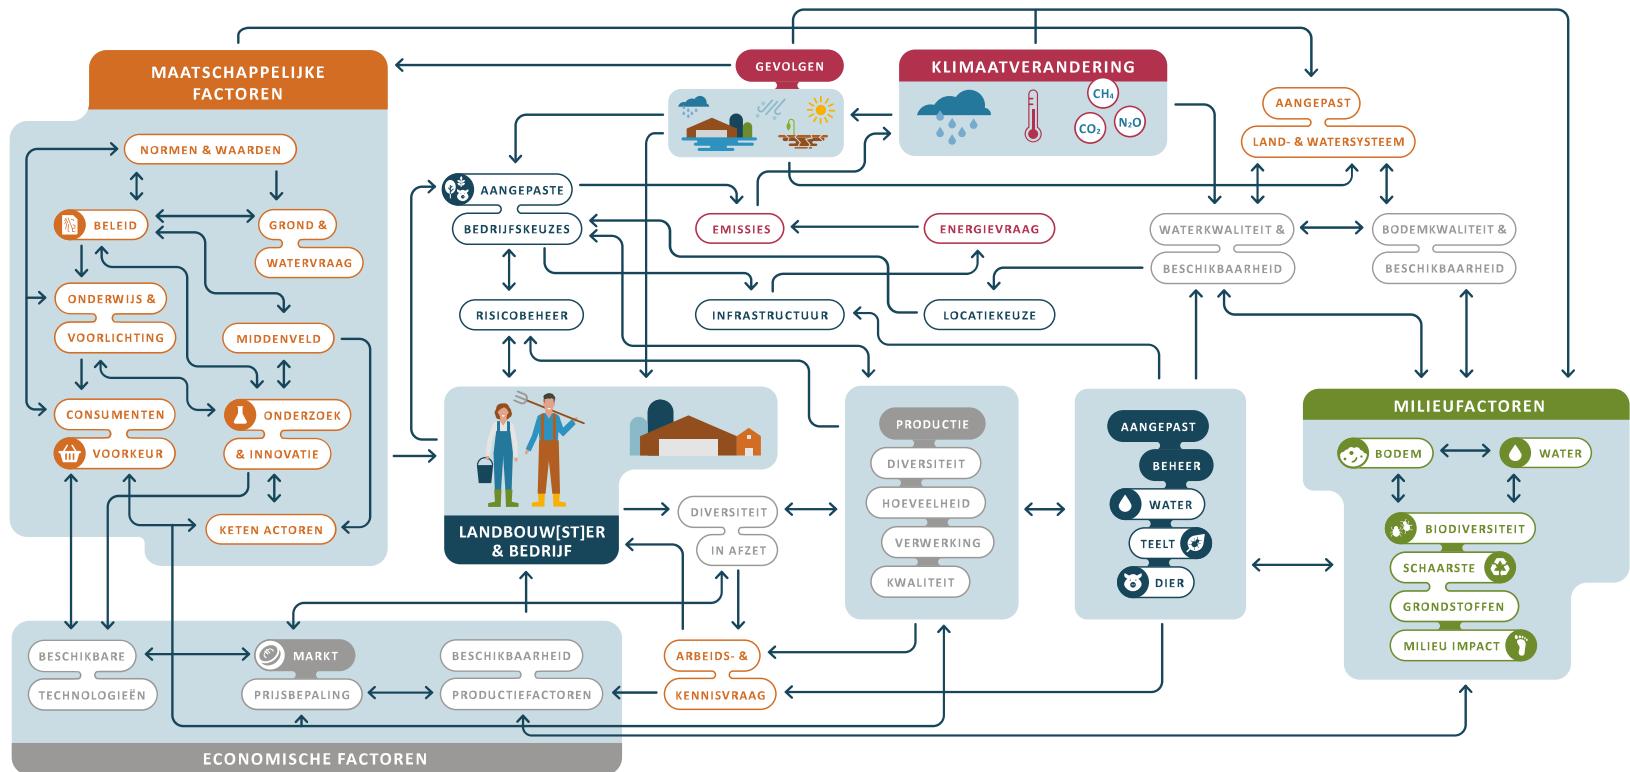 MAATSCHAPPELIJKE
FACTOREN
NORMEN & WAARDEN
BELEID
GROND &
WATERVRAAG
ONDERWIJS &
VOORLICHTING
MIDDENVELD
CONSUMENTEN
VOORKEUR
ONDERZOEK
& INNOVATIE
KETEN ACTOREN
GEVOLGEN
KLIMAATVERANDERING
CH₄
CO₂
N₂O
AANGEPAST
LAND- & WATERSYSTEEM
AANGEPASTE
BEDRIJFSKEUZES
EMISSIES
ENERGIEVRAAG
WATERKWALITEIT &
BESCHIKBAARHEID
BODEMKWALITEIT &
BESCHIKBAARHEID
RISICOBEHEER
INFRASTRUCTUUR
LOCATIEKEUZE
LANDBOUW[ST]ER
& BEDRIJF
DIVERSITEIT
IN AFZET
PRODUCTIE
DIVERSITEIT
HOEVEELHEID
VERWERKING
KWALITEIT
AANGEPAST
BEHEER
WATER
TEELT
DIER
MILIEUFACTOREN
BODEM
WATER
BIODIVERSITEIT
SCHAARSTE
GRONDSTOFFEN
MILIEU IMPACT
BESCHIKBARE
TECHNOLOGIEËN
MARKT
PRIJSBEPALING
BESCHIKBAARHEID
PRODUCTIEFACTOREN
ARBEIDS- &
KENNISVRAAG
ECONOMISCHE FACTOREN